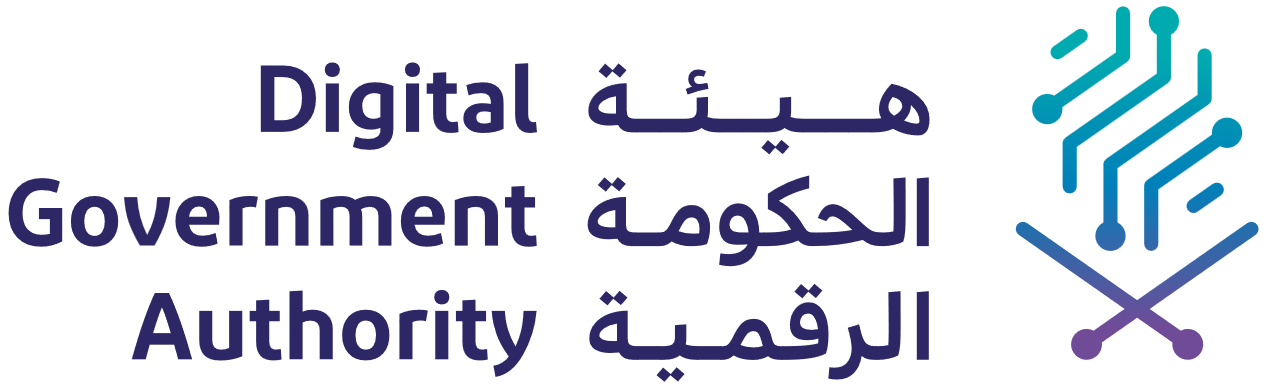 Digital
Government
Authority
هيئة
الحكومة
الرقمية